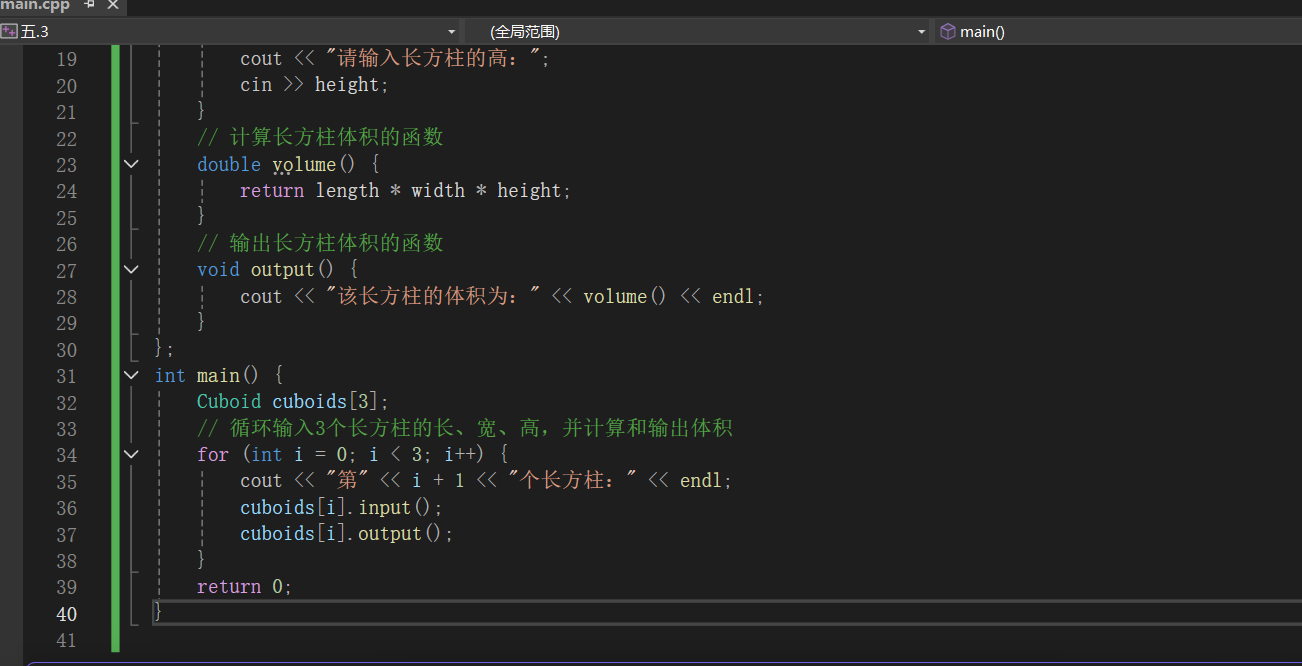 main.cpp
五.3 (全局范围) main()
19 cout << "请输入长方柱的高：";
20 cin >> height;
21 }
22 // 计算长方柱体积的函数
23 double volume() {
24 return length * width * height;
25 }
26 // 输出长方柱体积的函数
27 void output() {
28 cout << "该长方柱的体积为：" << volume() << endl;
29 }
30 };
31 int main() {
32 Cuboid cuboids[3];
33 // 循环输入3个长方柱的长、宽、高，并计算和输出体积
34 for (int i = 0; i < 3; i++) {
35 cout << "第" << i + 1 << "个长方柱：" << endl;
36 cuboids[i].input();
37 cuboids[i].output();
38 }
39 return 0;
40 }
41